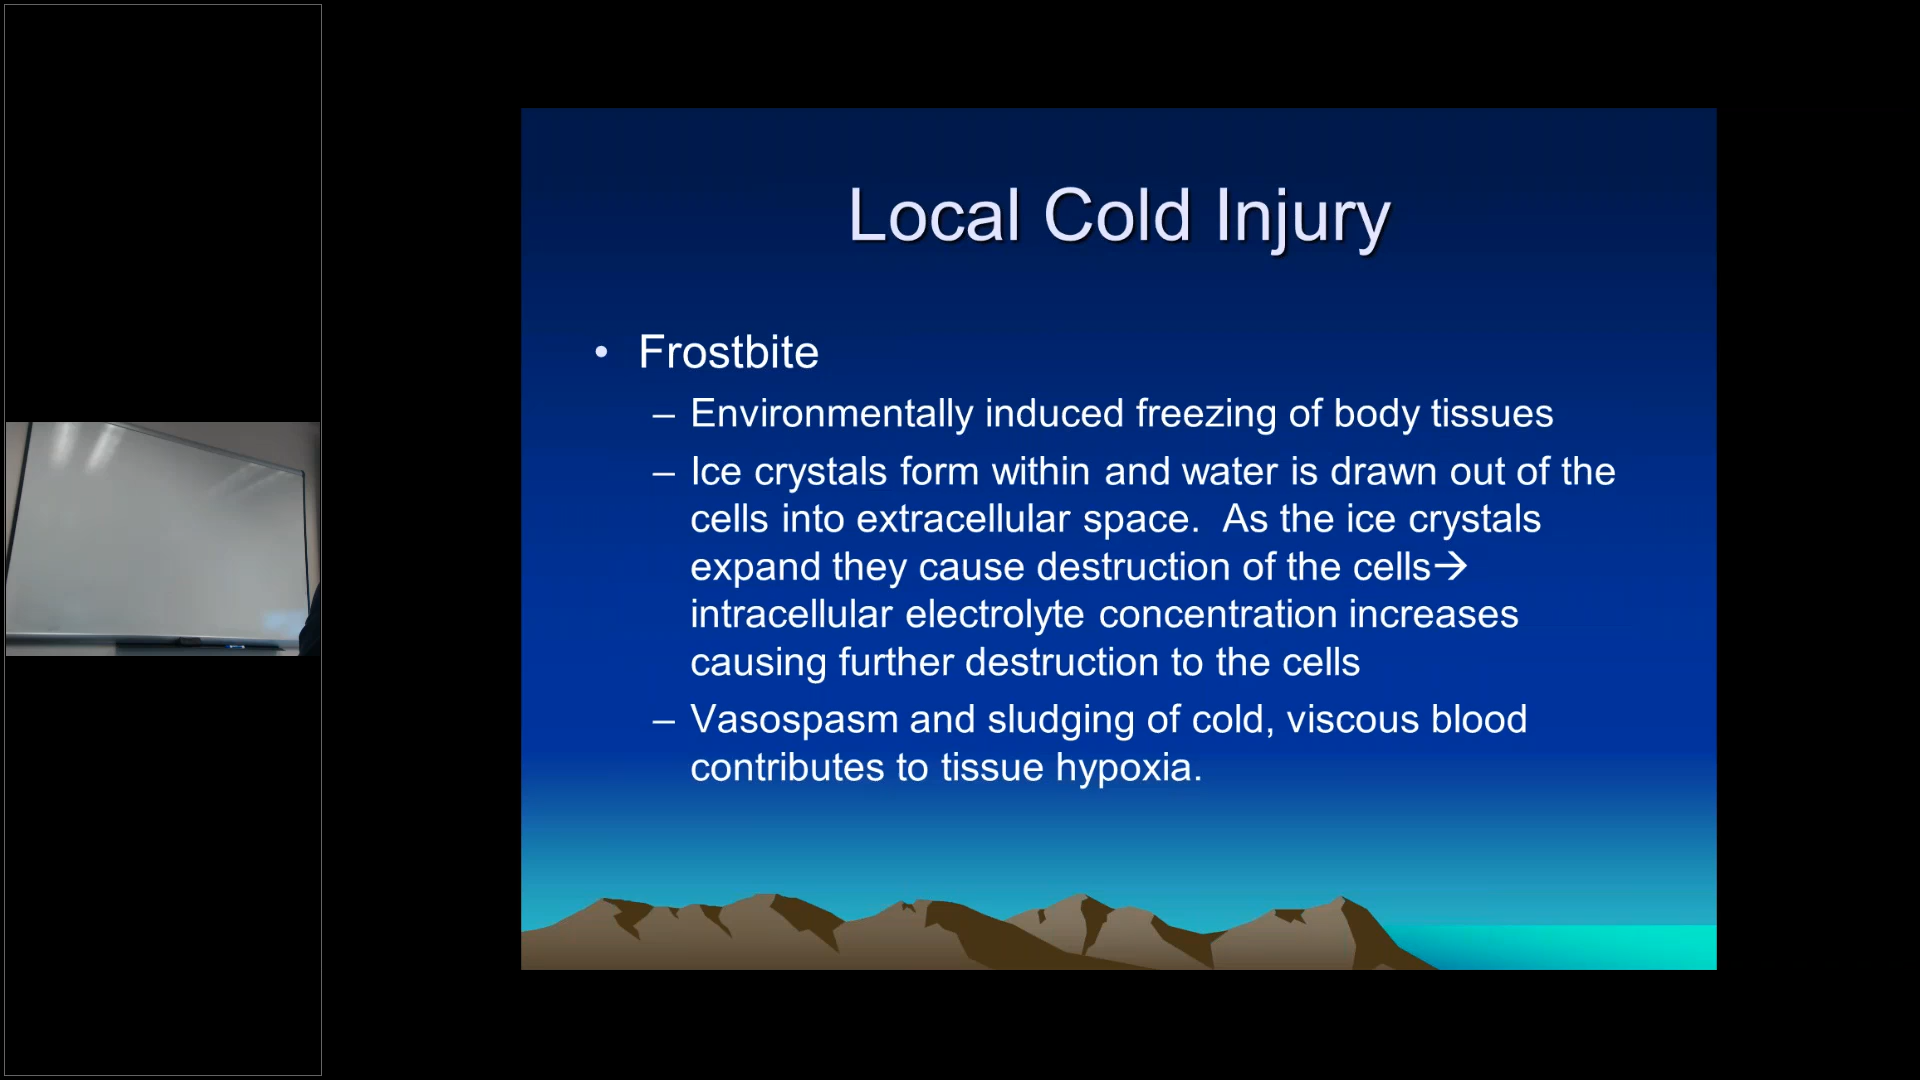 Local Cold Injury
• Frostbite
– Environmentally induced freezing of body tissues
– Ice crystals form within and water is drawn out of the
cells into extracellular space.  As the ice crystals
expand they cause destruction of the cells→
intracellular electrolyte concentration increases
causing further destruction to the cells
– Vasospasm and sludging of cold, viscous blood
contributes to tissue hypoxia.